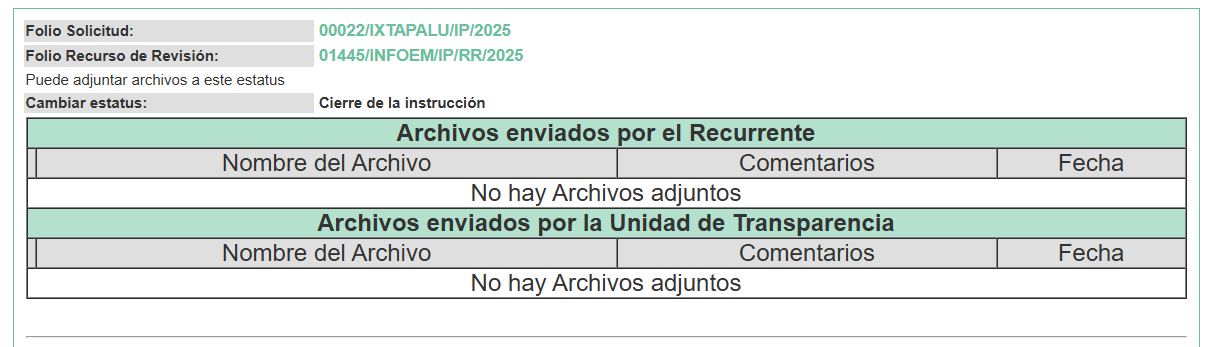 Folio Solicitud: 00022/IXTAPALU/IP/2025
Folio Recurso de Revisión: 01445/INFOEM/IP/RR/2025
Puede adjuntar archivos a este estatus
Cambiar estatus: Cierre de la instrucción
Archivos enviados por el Recurrente
Nombre del Archivo Comentarios Fecha
No hay Archivos adjuntos
Archivos enviados por la Unidad de Transparencia
Nombre del Archivo Comentarios Fecha
No hay Archivos adjuntos